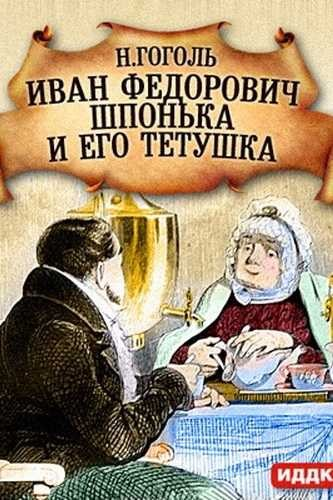 Н.ГОГОЛЬ
ИВАН ФЕДОРОВИЧ
ШПОНЬКА
И ЕГО ТЕТУШКА
ИДДК